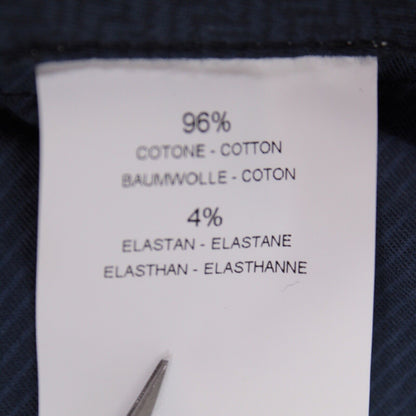 96%
COTONE - COTTON
BAUMWOLLE - COTON
4%
ELASTAN - ELASTANE
ELASTHAN - ELASTHANNE